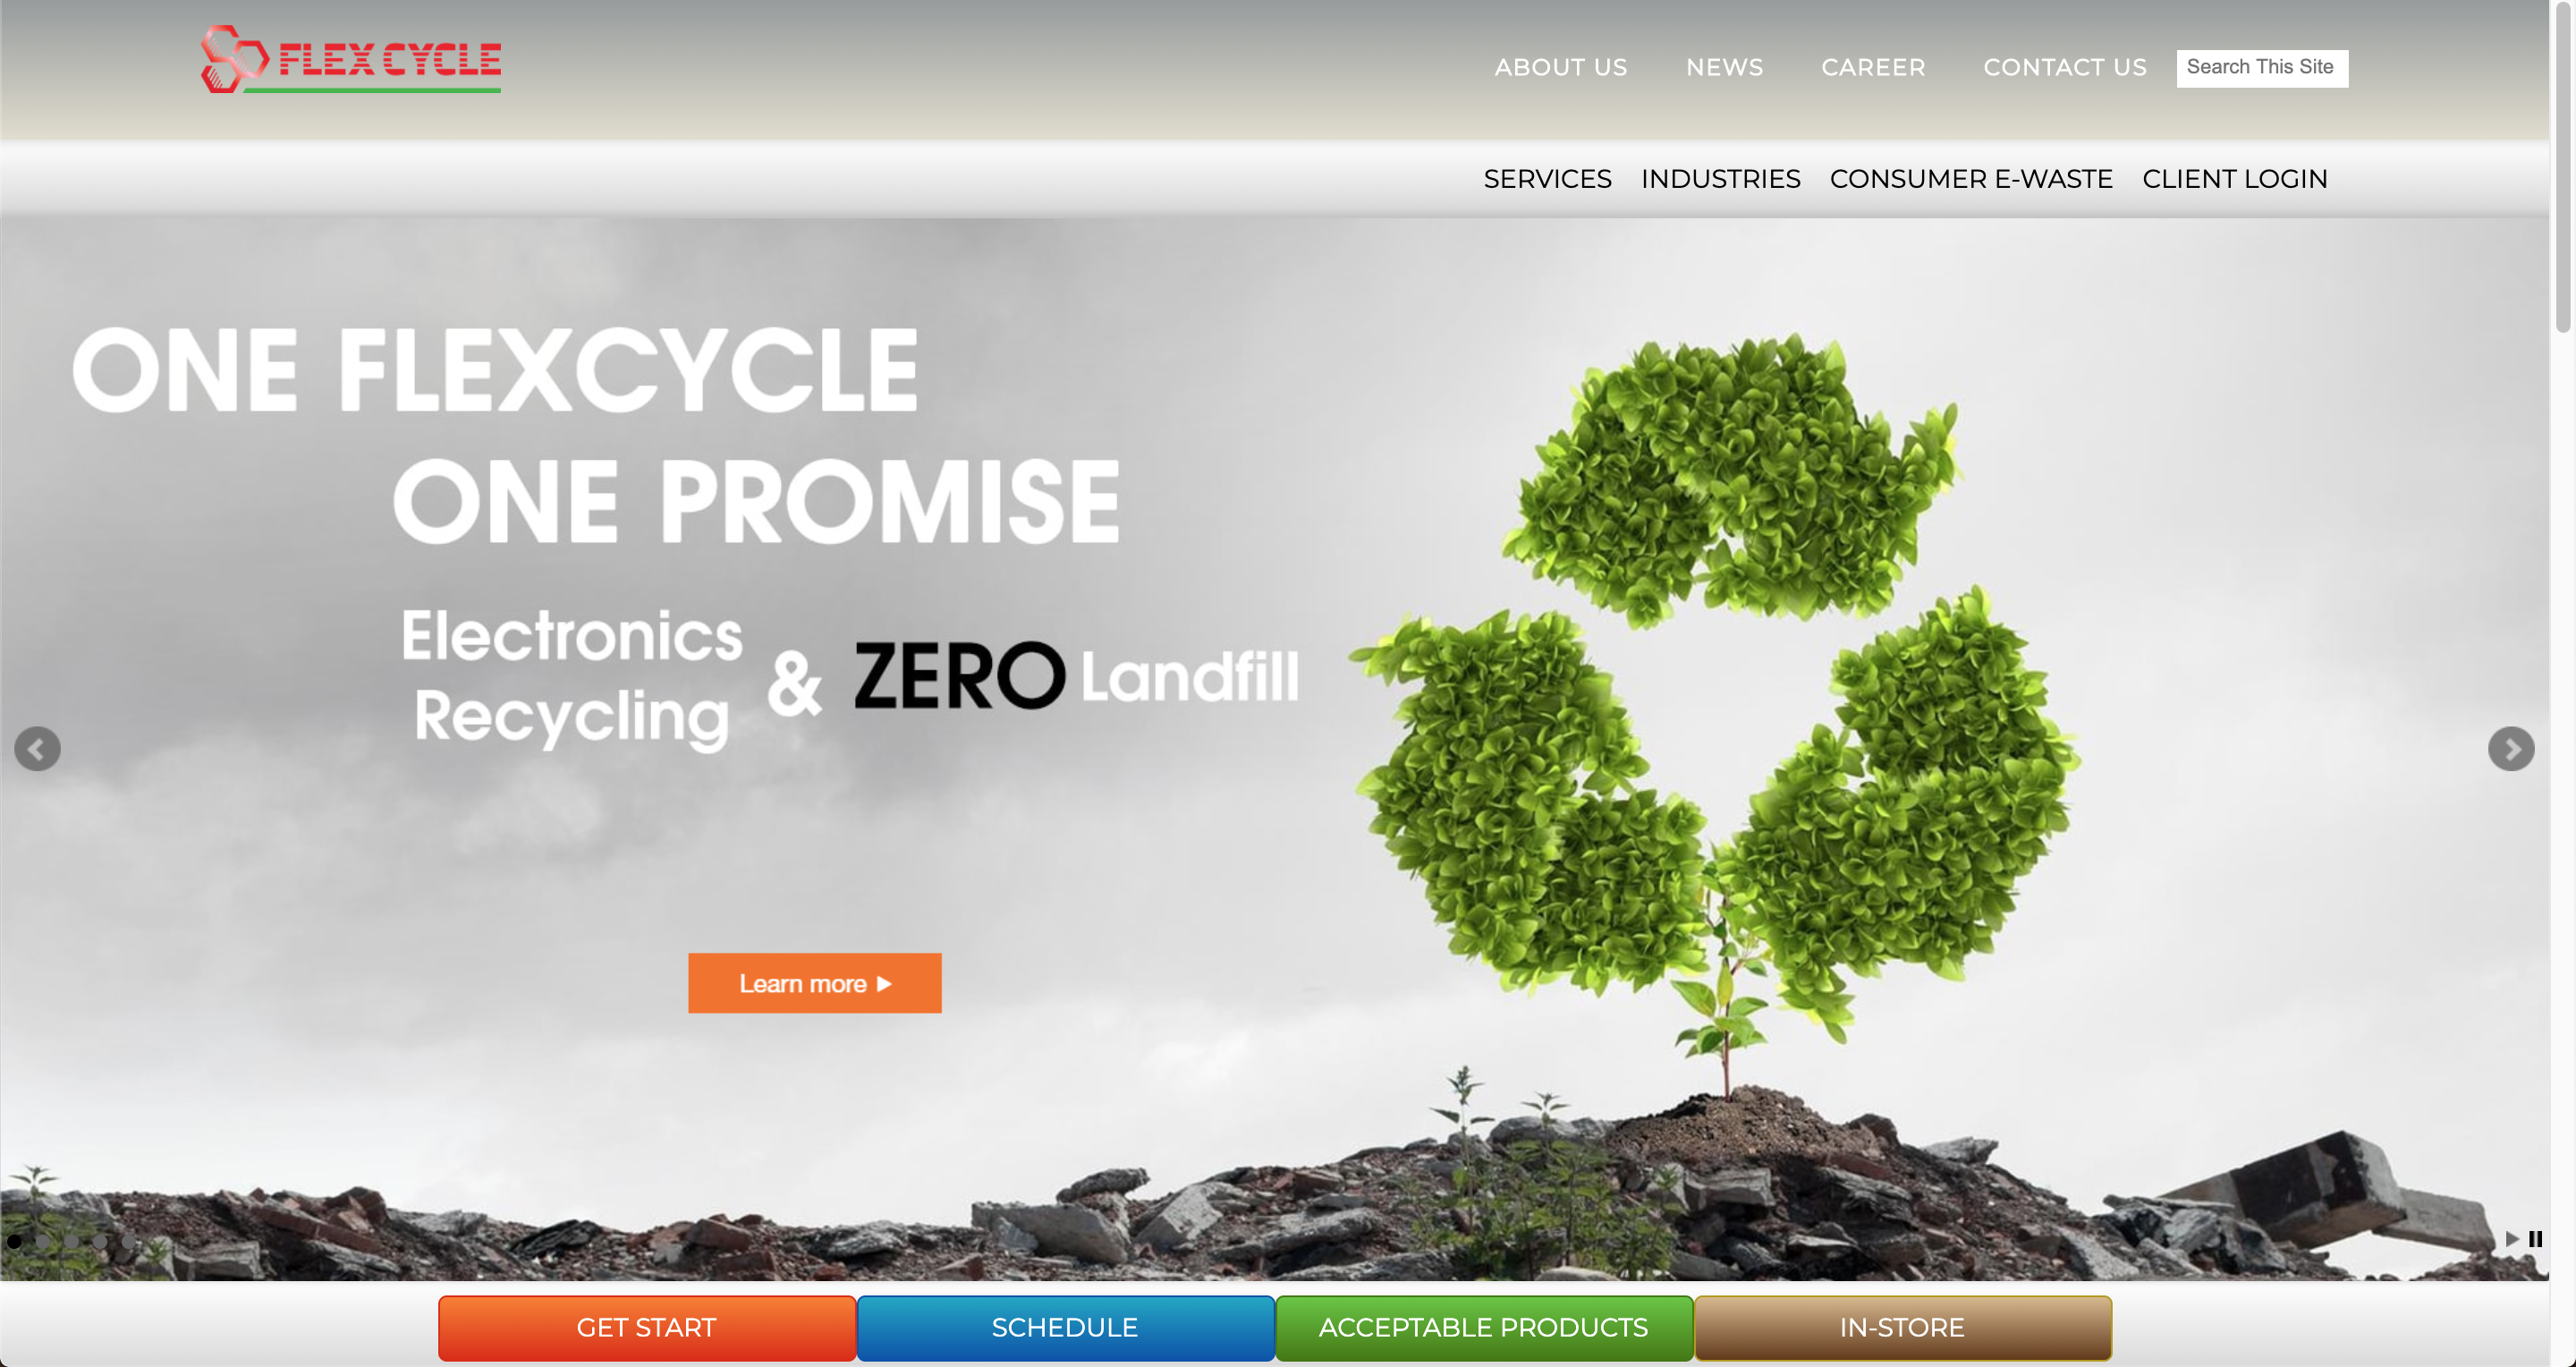 FLEX CYCLE
ABOUT US NEWS CAREER CONTACT US Search This Site
SERVICES INDUSTRIES CONSUMER E-WASTE CLIENT LOGIN
ONE FLEXCYCLE
ONE PROMISE
Electronics
Recycling
& ZERO Landfill
Learn more
GET START SCHEDULE ACCEPTABLE PRODUCTS IN-STORE